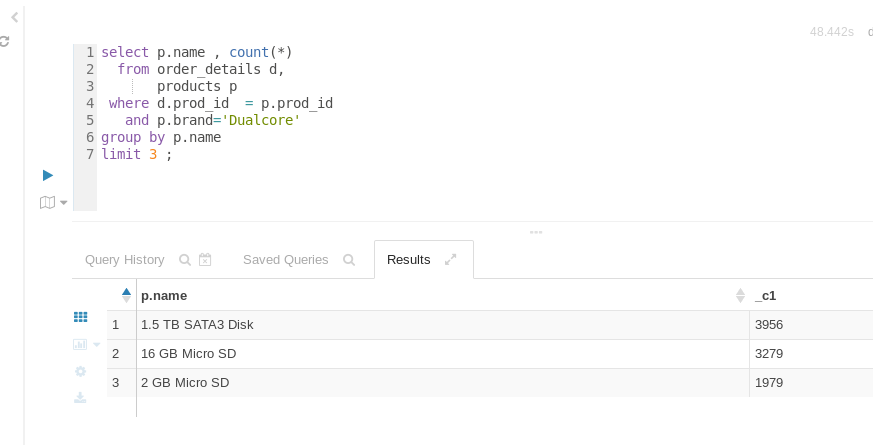 48.442s d
1 select p.name , count(*)
2 from order_details d,
3 products p
4 where d.prod_id = p.prod_id
5 and p.brand='Dualcore'
6 group by p.name
7 limit 3 ;
Query History Saved Queries Results
p.name _c1
1 1.5 TB SATA3 Disk 3956
2 16 GB Micro SD 3279
3 2 GB Micro SD 1979